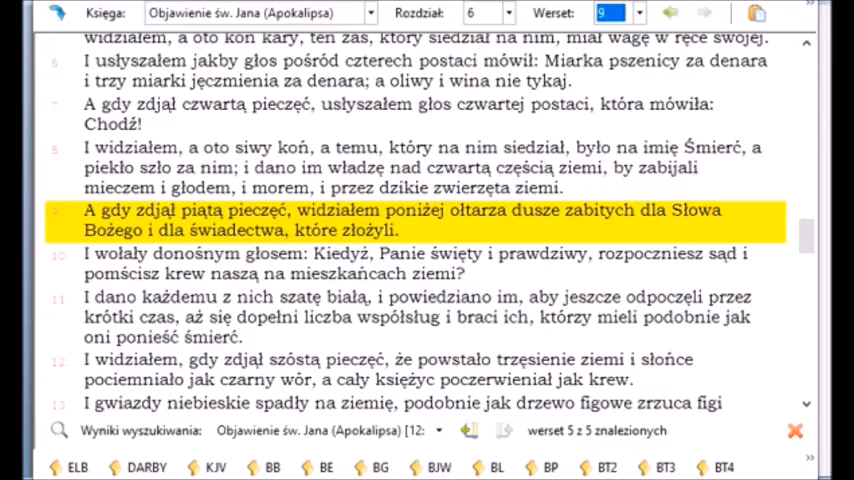 Księga: Objawienie św. Jana (Apokalipsa) Rozdział: 6 Werset: 9
widziałem, a oto koń kary, ten zaś, który siedział na nim, miał wagę w ręce swojej.
6 I usłyszałem jakby głos pośród czterech postaci mówił: Miarka pszenicy za denara
i trzy miarki jęczmienia za denara; a oliwy i wina nie tykaj.
7 A gdy zdjął czwartą pieczęć, usłyszałem głos czwartej postaci, która mówiła:
Chodź!
8 I widziałem, a oto siwy koń, a temu, który na nim siedział, było na imię Śmierć, a
piekło szło za nim; i dano im władzę nad czwartą częścią ziemi, by zabijali
mieczem i głodem, i morem, i przez dzikie zwierzęta ziemi.
9 A gdy zdjął piątą pieczęć, widziałem poniżej ołtarza dusze zabitych dla Słowa
Bożego i dla świadectwa, które złożyli.
10 I wołały donośnym głosem: Kiedyż, Panie święty i prawdziwy, rozpoczniesz sąd i
pomścisz krew naszą na mieszkańcach ziemi?
11 I dano każdemu z nich szatę białą, i powiedziano im, aby jeszcze odpoczęli przez
krótki czas, aż się dopełni liczba współsług i braci ich, którzy mieli podobnie jak
oni ponieść śmierć.
12 I widziałem, gdy zdjął szóstą pieczęć, że powstało trzęsienie ziemi i słońce
pociemniało jak czarny wór, a cały księżyc poczerwieniał jak krew.
13 I gwiazdy niebieskie spadły na ziemię, podobnie jak drzewo figowe zrzuca figi
Wyniki wyszukiwania: Objawienie św. Jana (Apokalipsa) [12: werset 5 z 5 znalezionych
ELB DARBY KJV BB BE BG BJW BL BP BT2 BT3 BT4